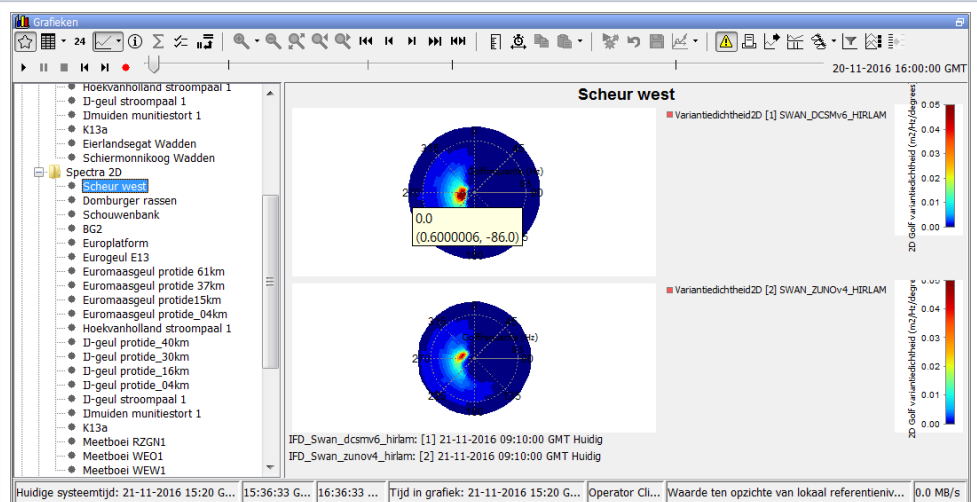 Grafieken
24
20-11-2016 16:00:00 GMT
Hoekvanholland stroompaal 1
IJ-geul stroompaal 1
IJmuiden munitiestort 1
K13a
Eierlandsegat Wadden
Schiermonnikoog Wadden
Spectra 2D
Scheur west
Domburger rassen
Schouwenbank
BG2
Europlatform
Eurogeul E13
Euromaasgeul protide 61km
Euromaasgeul protide 37km
Euromaasgeul protide15km
Euromaasgeul protide_04km
Hoekvanholland stroompaal 1
IJ-geul protide_40km
IJ-geul protide_30km
IJ-geul protide_16km
IJ-geul protide_04km
IJ-geul stroompaal 1
IJmuiden munitiestort 1
K13a
Meetboei RZGN1
Meetboei WEO1
Meetboei WEW1
Scheur west
Variantiedichtheid2D [1] SWAN_DCSMv6_HIRLAM
0.0
(0.6000006, -86.0)
2D Golf variantiedichtheid (m2/Hz/degrees
0.05
0.04
0.03
0.02
0.01
0.00
Variantiedichtheid2D [2] SWAN_ZUNOv4_HIRLAM
2D Golf variantiedichtheid (m2/Hz/degre
0.04
0.03
0.02
0.01
0.00
IFD_Swan_dcsmv6_hirlam: [1] 21-11-2016 09:10:00 GMT Huidig
IFD_Swan_zunov4_hirlam: [2] 21-11-2016 09:10:00 GMT Huidig
Huidige systeemtijd: 21-11-2016 15:20 G... 15:36:33 G... 16:36:33 ... Tijd in grafiek: 21-11-2016 15:20 G... Operator Cli... Waarde ten opzichte van lokaal referentieniv... 0.0 MB/s